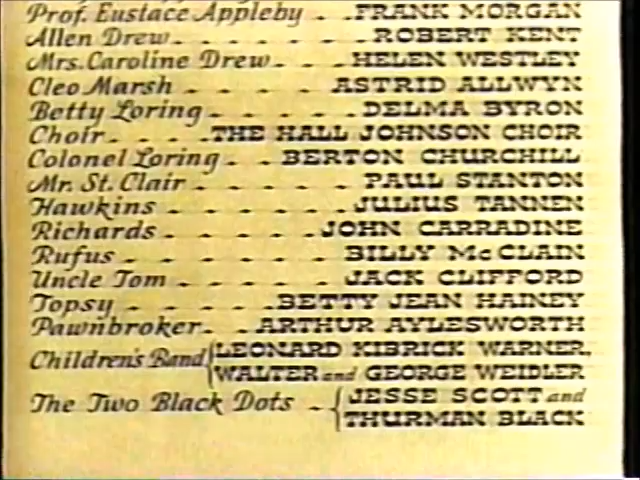 Prof. Eustace Appleby . . . FRANK MORGAN
Allen Drew . . . . . . ROBERT KENT
Mrs. Caroline Drew . . . HELEN WESTLEY
Cleo Marsh . . . . . ASTRID ALLWYN
Betty Loring . . . . . DELMA BYRON
Choir . . . . THE HALL JOHNSON CHOIR
Colonel Loring . . BERTON CHURCHILL
Mr. St. Clair . . . . . PAUL STANTON
Hawkins . . . . . . JULIUS TANNEN
Richards . . . . . JOHN CARRADINE
Rufus . . . . . . . BILLY McCLAIN
Uncle Tom . . . . . JACK CLIFFORD
Topsy . . . . . BETTY JEAN HAINEY
Pawnbroker . . ARTHUR AYLESWORTH
Children's Band { LEONARD KIBRICK WARNER,
WALTER and GEORGE WEIDLER
The Two Black Dots . { JESSE SCOTT and
THURMAN BLACK